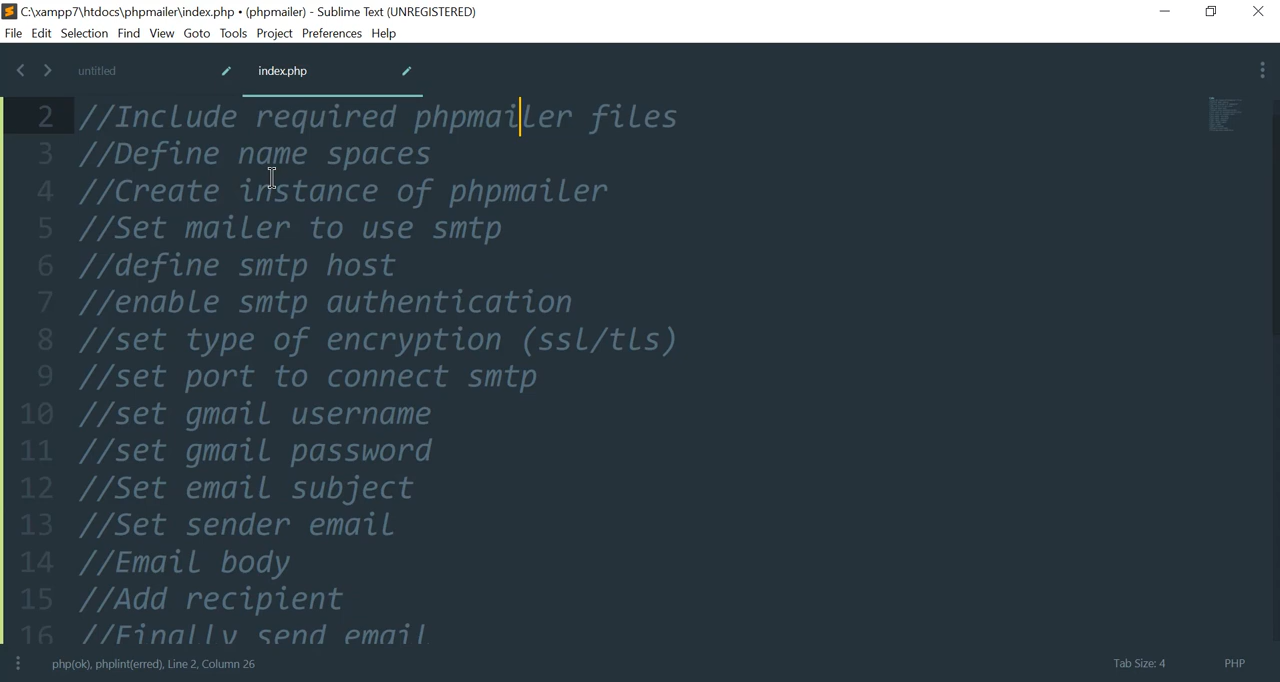 C:\xampp7\htdocs\phpmailer\index.php • (phpmailer) - Sublime Text (UNREGISTERED)
File Edit Selection Find View Goto Tools Project Preferences Help
untitled index.php
2 //Include required phpmailer files
3 //Define name spaces
4 //Create instance of phpmailer
5 //Set mailer to use smtp
6 //define smtp host
7 //enable smtp authentication
8 //set type of encryption (ssl/tls)
9 //set port to connect smtp
10 //set gmail username
11 //set gmail password
12 //Set email subject
13 //Set sender email
14 //Email body
15 //Add recipient
16 //Finally send email
php(ok), phplint(erred), Line 2, Column 26 Tab Size: 4 PHP